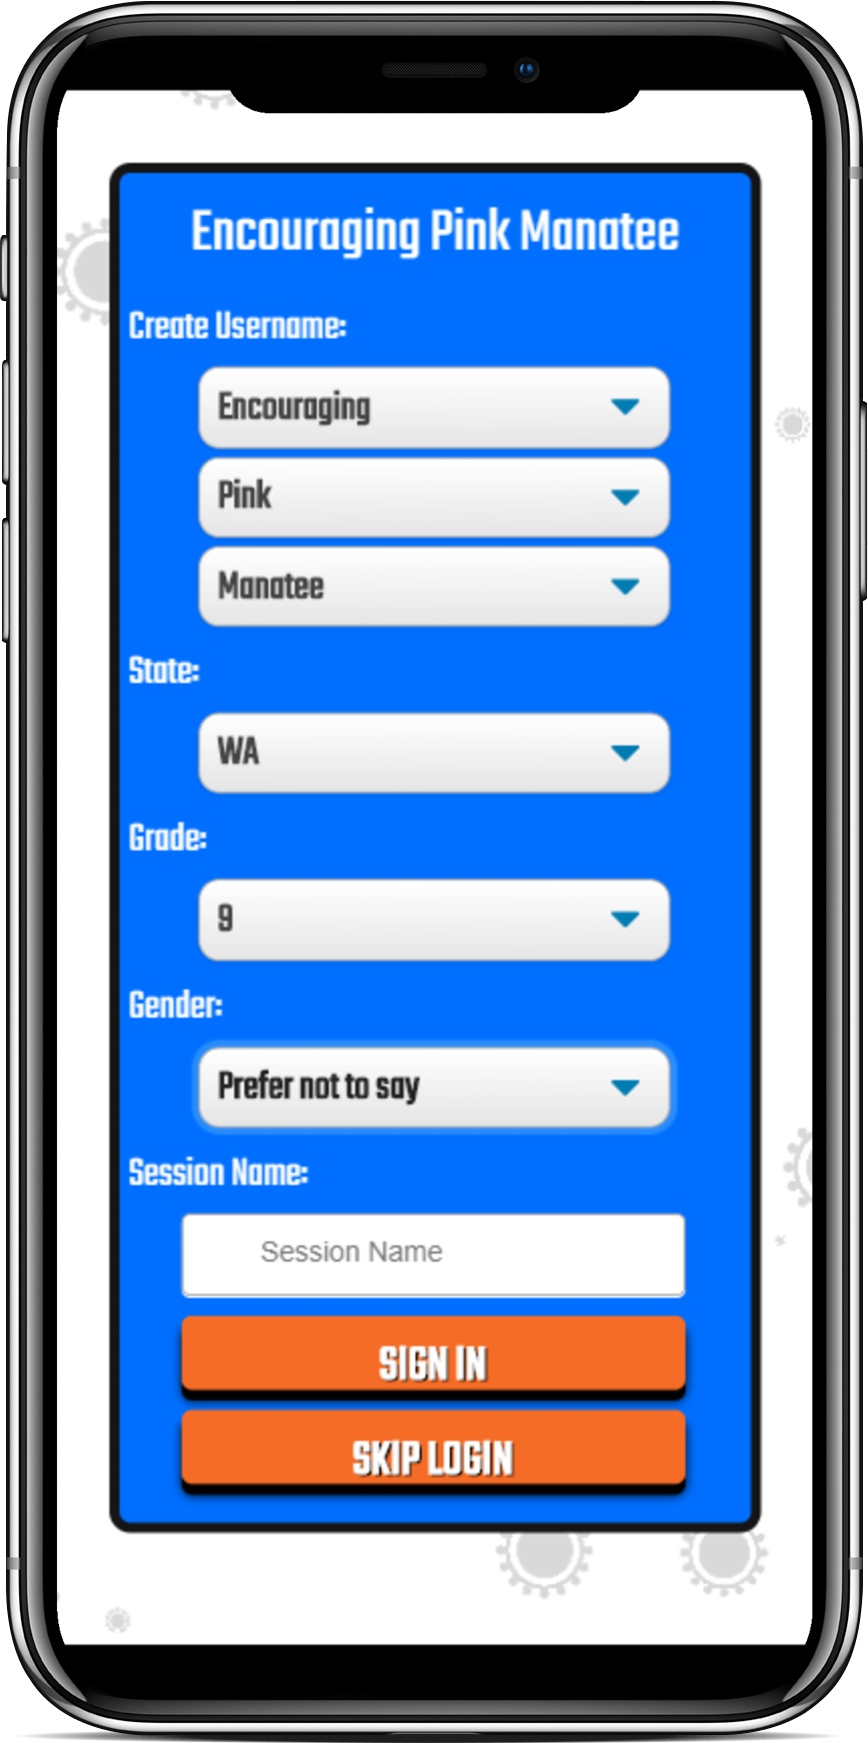 Encouraging Pink Manatee
Create Username:
Encouraging
Pink
Manatee
State:
WA
Grade:
9
Gender:
Prefer not to say
Session Name:
Session Name
SIGN IN
SKIP LOGIN